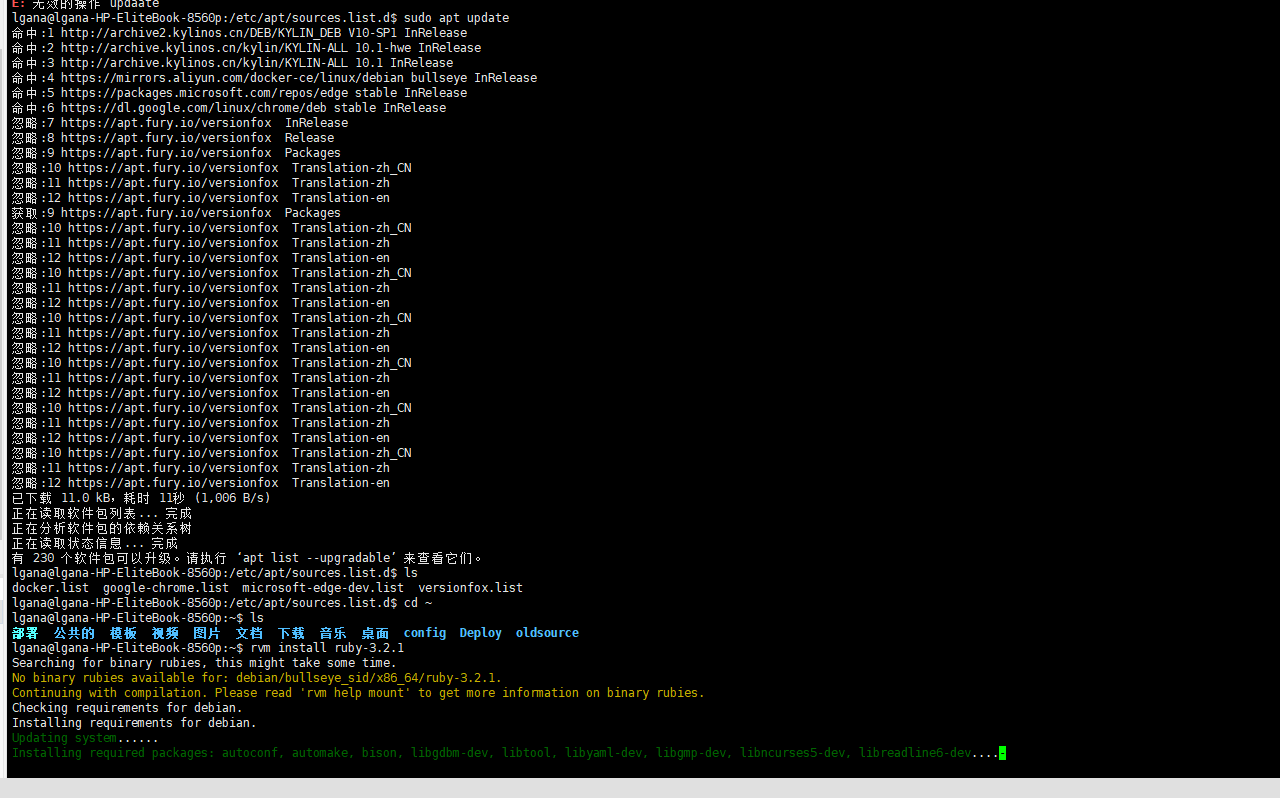 E: 无效的操作 updaate
lgana@lgana-HP-EliteBook-8560p:/etc/apt/sources.list.d$ sudo apt update
命中:1 http://archive2.kylinos.cn/DEB/KYLIN_DEB V10-SP1 InRelease
命中:2 http://archive.kylinos.cn/kylin/KYLIN-ALL 10.1-hwe InRelease
命中:3 http://archive.kylinos.cn/kylin/KYLIN-ALL 10.1 InRelease
命中:4 https://mirrors.aliyun.com/docker-ce/linux/debian bullseye InRelease
命中:5 https://packages.microsoft.com/repos/edge stable InRelease
命中:6 https://dl.google.com/linux/chrome/deb stable InRelease
忽略:7 https://apt.fury.io/versionfox  InRelease
忽略:8 https://apt.fury.io/versionfox  Release
忽略:9 https://apt.fury.io/versionfox  Packages
忽略:10 https://apt.fury.io/versionfox  Translation-zh_CN
忽略:11 https://apt.fury.io/versionfox  Translation-zh
忽略:12 https://apt.fury.io/versionfox  Translation-en
获取:9 https://apt.fury.io/versionfox  Packages
忽略:10 https://apt.fury.io/versionfox  Translation-zh_CN
忽略:11 https://apt.fury.io/versionfox  Translation-zh
忽略:12 https://apt.fury.io/versionfox  Translation-en
忽略:10 https://apt.fury.io/versionfox  Translation-zh_CN
忽略:11 https://apt.fury.io/versionfox  Translation-zh
忽略:12 https://apt.fury.io/versionfox  Translation-en
忽略:10 https://apt.fury.io/versionfox  Translation-zh_CN
忽略:11 https://apt.fury.io/versionfox  Translation-zh
忽略:12 https://apt.fury.io/versionfox  Translation-en
忽略:10 https://apt.fury.io/versionfox  Translation-zh_CN
忽略:11 https://apt.fury.io/versionfox  Translation-zh
忽略:12 https://apt.fury.io/versionfox  Translation-en
忽略:10 https://apt.fury.io/versionfox  Translation-zh_CN
忽略:11 https://apt.fury.io/versionfox  Translation-zh
忽略:12 https://apt.fury.io/versionfox  Translation-en
忽略:10 https://apt.fury.io/versionfox  Translation-zh_CN
忽略:11 https://apt.fury.io/versionfox  Translation-zh
忽略:12 https://apt.fury.io/versionfox  Translation-en
已下载 11.0 kB，耗时 11秒 (1,006 B/s)
正在读取软件包列表... 完成
正在分析软件包的依赖关系树
正在读取状态信息... 完成
有 230 个软件包可以升级。请执行 ‘apt list --upgradable’ 来查看它们。
lgana@lgana-HP-EliteBook-8560p:/etc/apt/sources.list.d$ ls
docker.list  google-chrome.list  microsoft-edge-dev.list  versionfox.list
lgana@lgana-HP-EliteBook-8560p:/etc/apt/sources.list.d$ cd ~
lgana@lgana-HP-EliteBook-8560p:~$ ls
部署  公共的  模板  视频  图片  文档  下载  音乐  桌面  config  Deploy  oldsource
lgana@lgana-HP-EliteBook-8560p:~$ rvm install ruby-3.2.1
Searching for binary rubies, this might take some time.
No binary rubies available for: debian/bullseye_sid/x86_64/ruby-3.2.1.
Continuing with compilation. Please read 'rvm help mount' to get more information on binary rubies.
Checking requirements for debian.
Installing requirements for debian.
Updating system......
Installing required packages: autoconf, automake, bison, libgdbm-dev, libtool, libyaml-dev, libgmp-dev, libncurses5-dev, libreadline6-dev....-